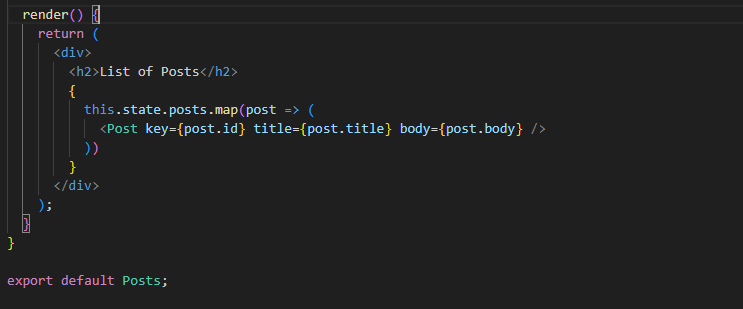 render() {
return (
<div>
<h2>List of Posts</h2>
{
this.state.posts.map(post => (
<Post key={post.id} title={post.title} body={post.body} />
))
}
</div>
);
}
}
export default Posts;